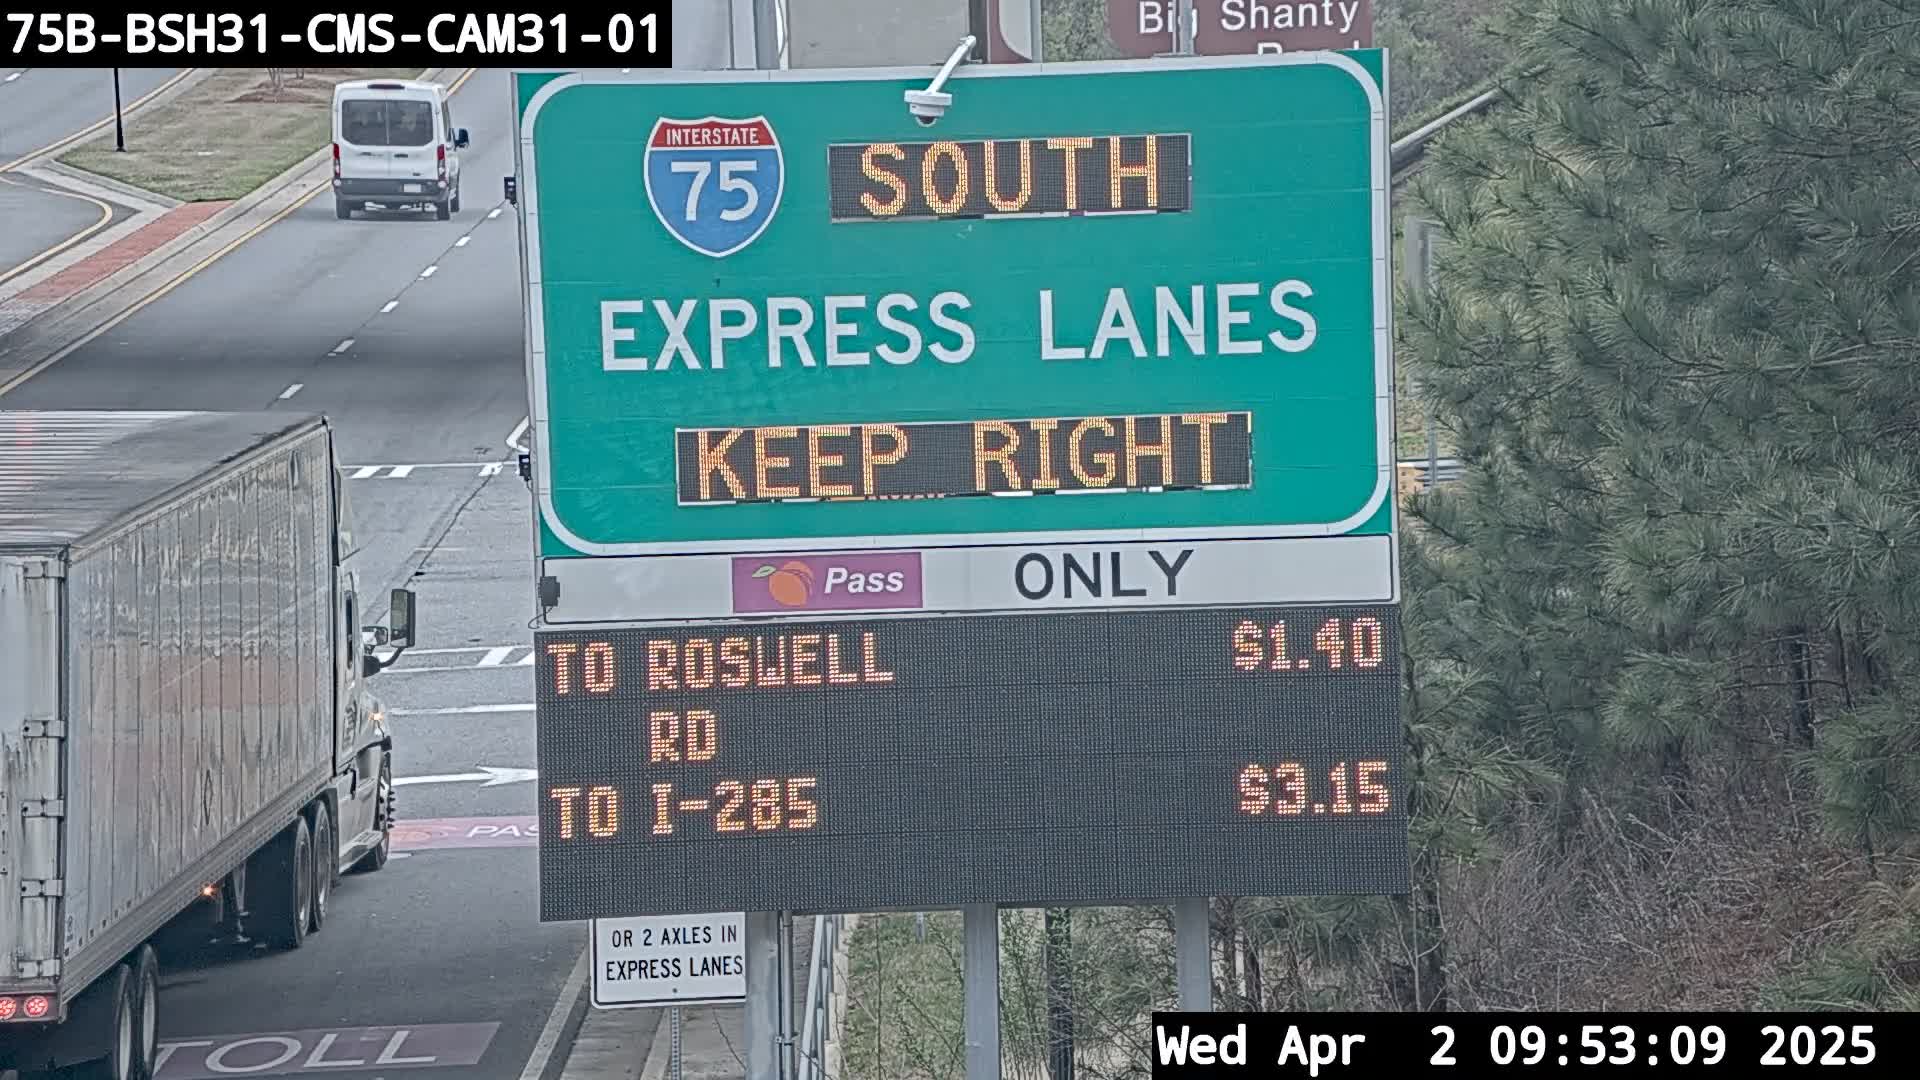 75B-BSH31-CMS-CAM31-01
Big Shanty
Road
INTERSTATE
75
SOUTH
EXPRESS LANES
KEEP RIGHT
Pass ONLY
TO ROSWELL $1.40
RD
TO I-285 $3.15
PAS
OR 2 AXLES IN
EXPRESS LANES
TOLL
Wed Apr 2 09:53:09 2025